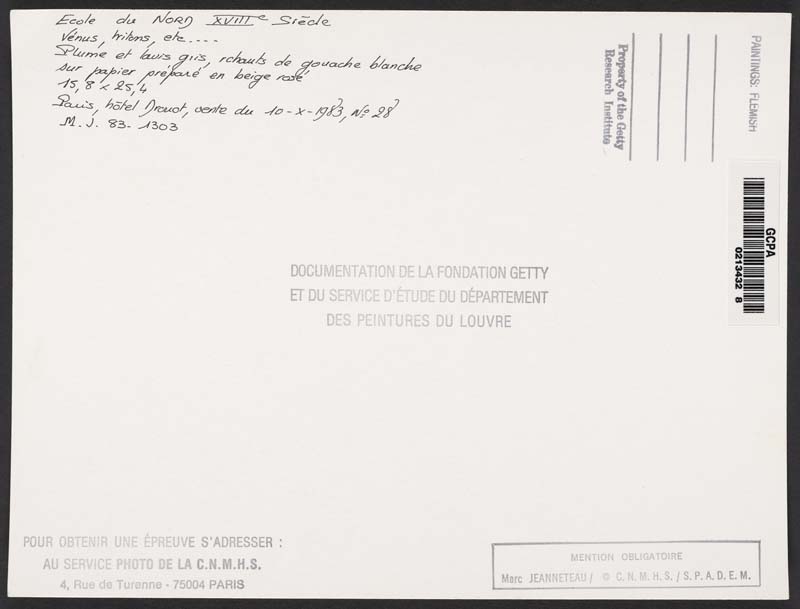 Ecole du NORD XVIIIe Siècle
Vénus, tritons, etc....
Plume et lavis gris, rehauts de gouache blanche
sur papier préparé en beige rosé
15,8 x 25,4
Paris, hôtel Drouot, vente du 10-X-1983, No 28
M.J. 83-1303
Property of the Getty
Research Institute
PAINTINGS: FLEMISH
GCPA
0213432 8
DOCUMENTATION DE LA FONDATION GETTY
ET DU SERVICE D'ÉTUDE DU DÉPARTEMENT
DES PEINTURES DU LOUVRE
POUR OBTENIR UNE ÉPREUVE S'ADRESSER :
AU SERVICE PHOTO DE LA C.N.M.H.S.
4, Rue de Turenne - 75004 PARIS
MENTION OBLIGATOIRE
Marc JEANNETEAU / © C.N.M.H.S. / S.P.A.D.E.M.